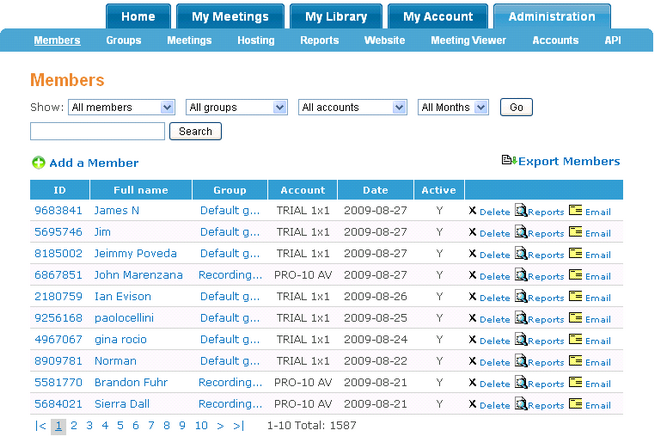 Home My Meetings My Library My Account Administration
Members Groups Meetings Hosting Reports Website Meeting Viewer Accounts API
Members
Show: All members All groups All accounts All Months Go
Search
Add a Member Export Members
ID Full name Group Account Date Active
9683841 James N Default g... TRIAL 1x1 2009-08-27 Y X Delete Reports Email
5695746 Jim Default g... TRIAL 1x1 2009-08-27 Y X Delete Reports Email
8185002 Jeimmy Poveda Default g... TRIAL 1x1 2009-08-27 Y X Delete Reports Email
6867851 John Marenzana Recording... PRO-10 AV 2009-08-27 Y X Delete Reports Email
2180759 Ian Evison Default g... TRIAL 1x1 2009-08-26 Y X Delete Reports Email
9256168 paolocellini Default g... TRIAL 1x1 2009-08-25 Y X Delete Reports Email
4967067 gina rocio Default g... TRIAL 1x1 2009-08-24 Y X Delete Reports Email
8909781 Norman Default g... TRIAL 1x1 2009-08-22 Y X Delete Reports Email
5581770 Brandon Fuhr Recording... PRO-10 AV 2009-08-21 Y X Delete Reports Email
5684021 Sierra Dall Recording... PRO-10 AV 2009-08-21 Y X Delete Reports Email
|< 1 2 3 4 5 6 7 8 9 10 > >| 1-10 Total: 1587